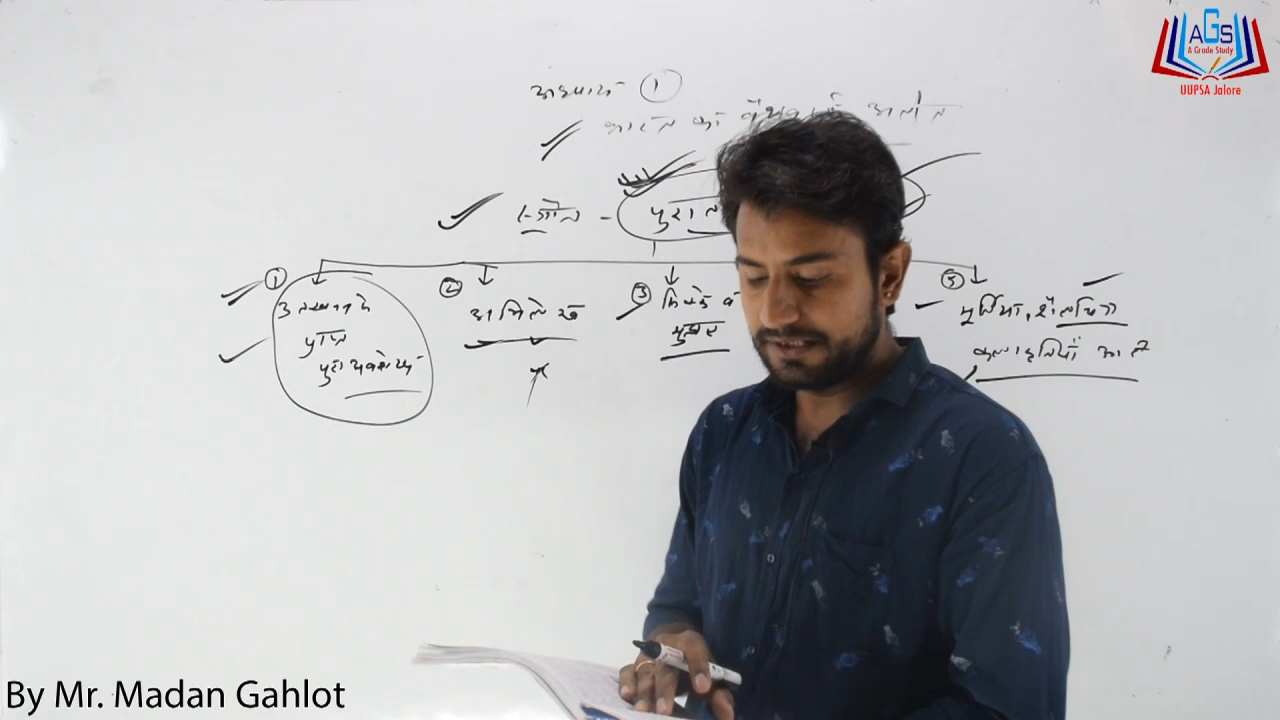 AGS
A Grade Study
UUPSA Jalore
अध्याय ①
भारत का वैभवपूर्ण अतीत
स्त्रोत -
① ② ③ ⑤
उत्खनन से अभिलेख सिक्के व मूर्तियां, शैलचित्र
प्राप्त मुहर कलाकृतियाँ आदि
पुरा अवशेष
By Mr. Madan Gahlot